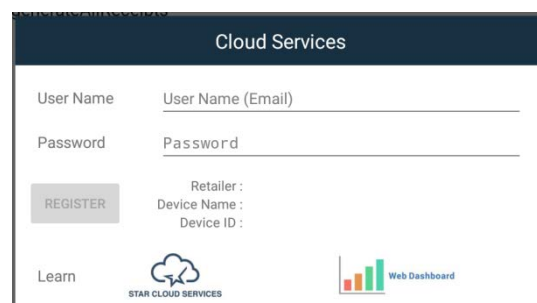 Cloud Services
User Name User Name (Email)
Password Password
REGISTER
Retailer :
Device Name :
Device ID :
Learn
STAR CLOUD SERVICES
Web Dashboard